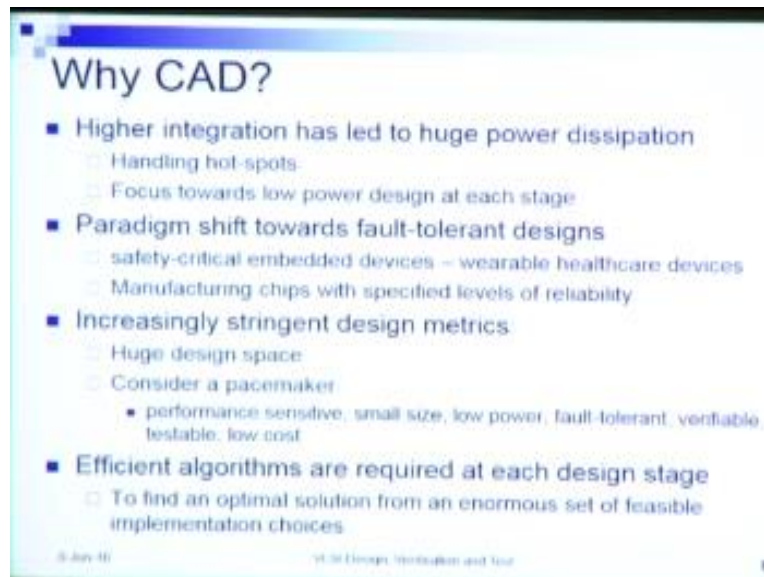 Why CAD?
Higher integration has led to huge power dissipation
Handling hot-spots
Focus towards low power design at each stage
Paradigm shift towards fault-tolerant designs
safety-critical embedded devices – wearable healthcare devices
Manufacturing chips with specified levels of reliability
Increasingly stringent design metrics
Huge design space
Consider a pacemaker
performance sensitive, small size, low power, fault-tolerant, verifiable,
testable, low cost
Efficient algorithms are required at each design stage
To find an optimal solution from an enormous set of feasible
implementation choices
VLSI Design, Verification and Test